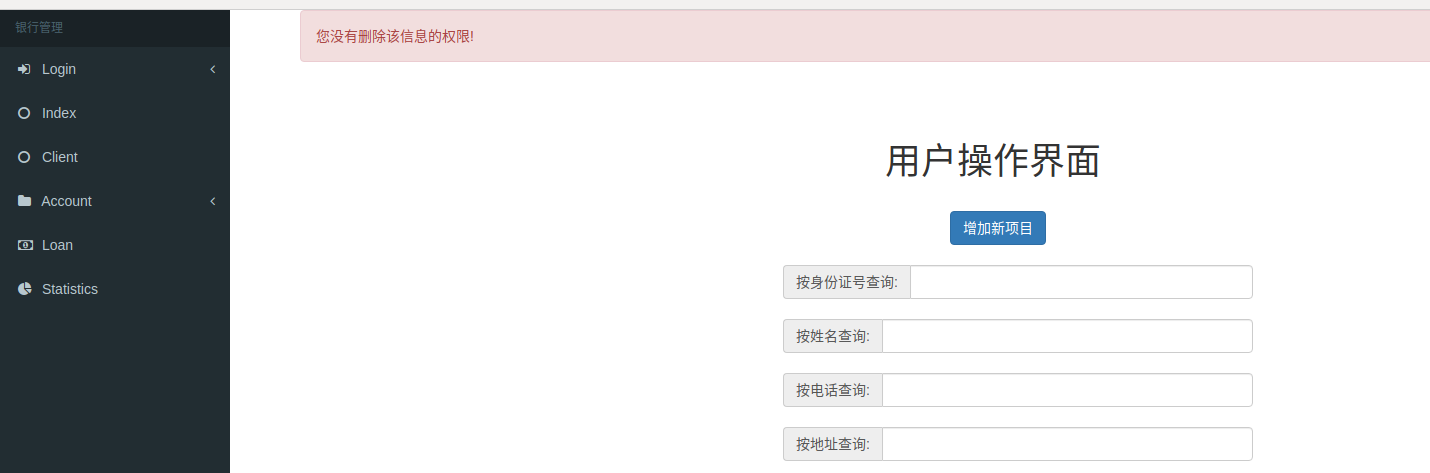 银行管理
Login
Index
Client
Account
Loan
Statistics
您没有删除该信息的权限!
用户操作界面
增加新项目
按身份证号查询:
按姓名查询:
按电话查询:
按地址查询: